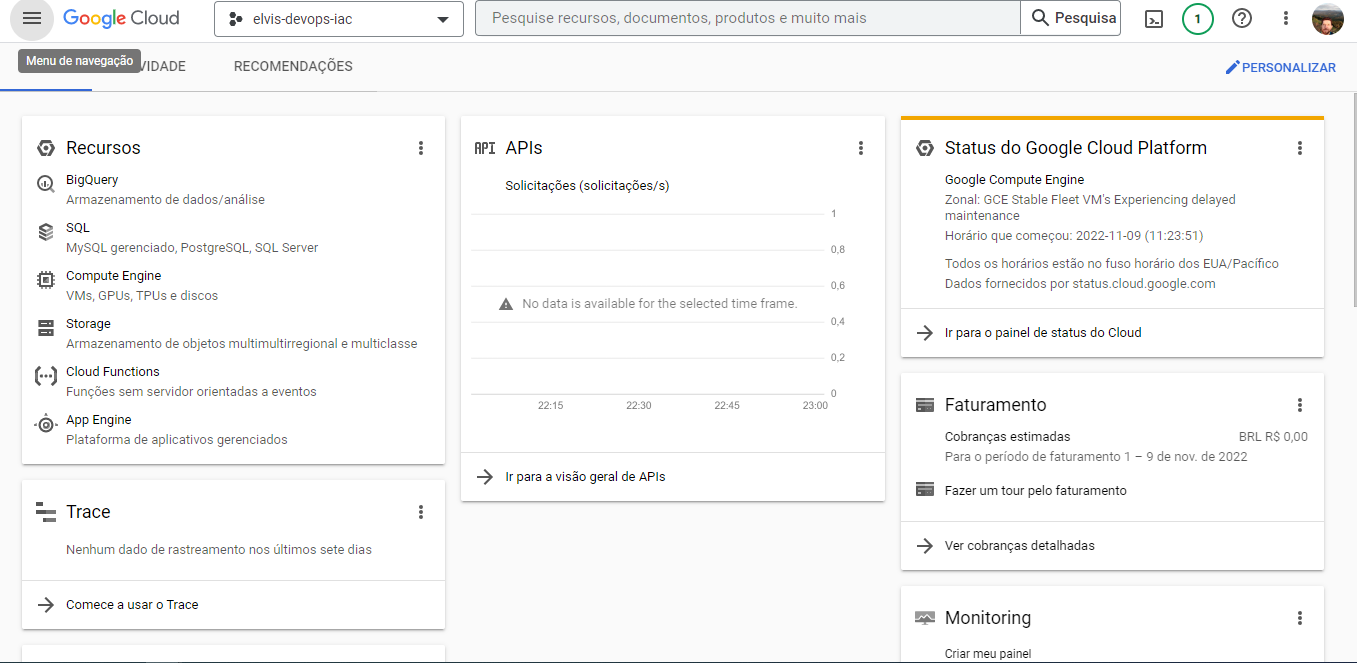 Google Cloud
elvis-devops-iac
Pesquise recursos, documentos, produtos e muito mais
Pesquisa
1
Menu de navegação
VIDADE
RECOMENDAÇÕES
PERSONALIZAR
Recursos
BigQuery
Armazenamento de dados/análise
SQL
MySQL gerenciado, PostgreSQL, SQL Server
Compute Engine
VMs, GPUs, TPUs e discos
Storage
Armazenamento de objetos multimultirregional e multiclasse
Cloud Functions
Funções sem servidor orientadas a eventos
App Engine
Plataforma de aplicativos gerenciados
Trace
Nenhum dado de rastreamento nos últimos sete dias
Comece a usar o Trace
API APIs
Solicitações (solicitações/s)
1
0,8
0,6
No data is available for the selected time frame.
0,4
0,2
0
22:15 22:30 22:45 23:00
Ir para a visão geral de APIs
Status do Google Cloud Platform
Google Compute Engine
Zonal: GCE Stable Fleet VM's Experiencing delayed
maintenance
Horário que começou: 2022-11-09 (11:23:51)
Todos os horários estão no fuso horário dos EUA/Pacífico
Dados fornecidos por status.cloud.google.com
Ir para o painel de status do Cloud
Faturamento
Cobranças estimadas BRL R$ 0,00
Para o período de faturamento 1 – 9 de nov. de 2022
Fazer um tour pelo faturamento
Ver cobranças detalhadas
Monitoring
Criar meu painel